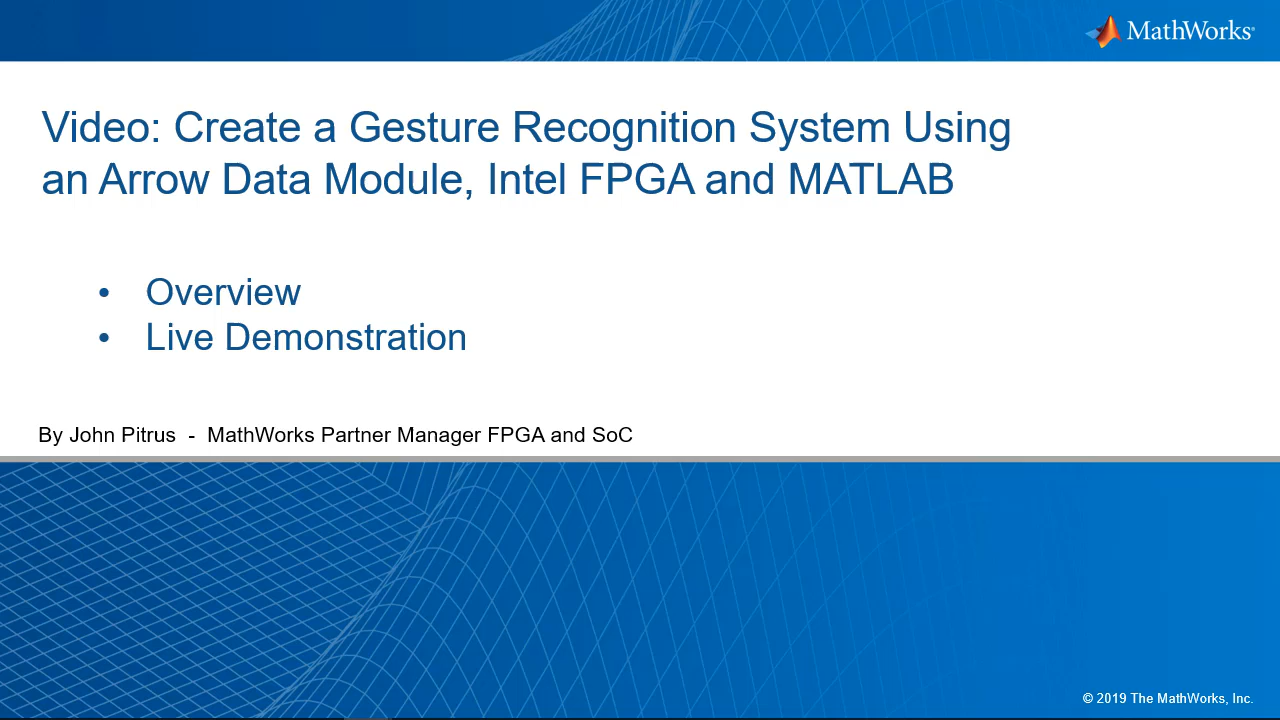 MathWorks®
Video: Create a Gesture Recognition System Using
an Arrow Data Module, Intel FPGA and MATLAB
• Overview
• Live Demonstration
By John Pitrus - MathWorks Partner Manager FPGA and SoC
© 2019 The MathWorks, Inc.